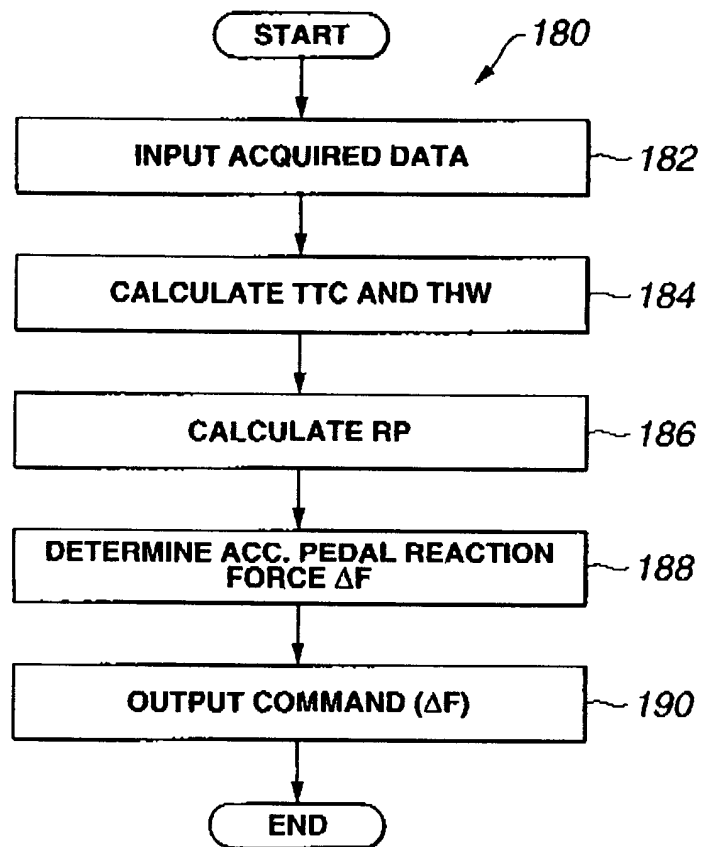 START
180
INPUT ACQUIRED DATA
182
CALCULATE TTC AND THW
184
CALCULATE RP
186
DETERMINE ACC. PEDAL REACTION
FORCE ΔF
188
OUTPUT COMMAND (ΔF)
190
END